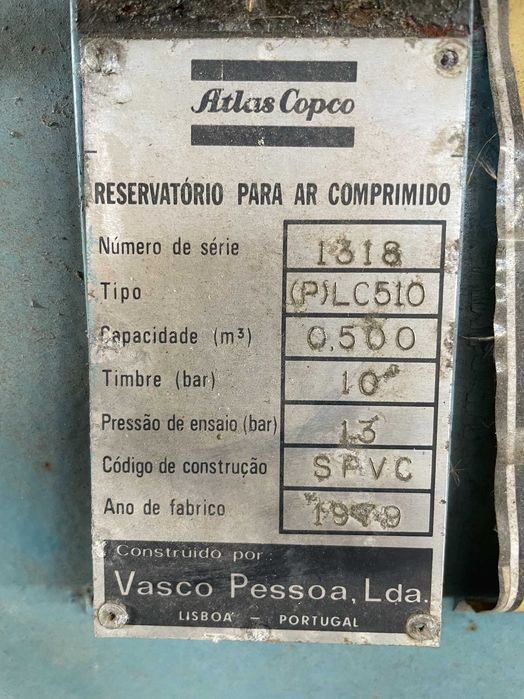 Atlas Copco
RESERVATÓRIO PARA AR COMPRIMIDO
Número de série 1318
Tipo (P)LC510
Capacidade (m³) 0,500
Timbre (bar) 10
Pressão de ensaio (bar) 13
Código de construção SPVC
Ano de fabrico 1979
Construido por:
Vasco Pessoa, Lda.
LISBOA - PORTUGAL